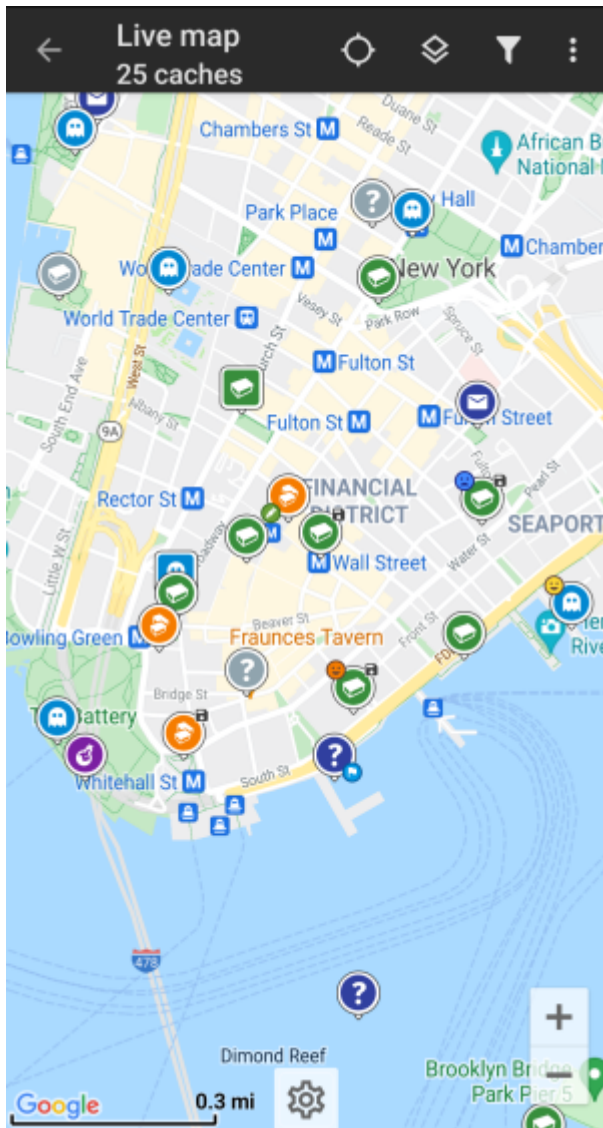 Live map
25 caches
Duane St
Chambers St M
Reade St
African B
National
Park Place
Hall
M
M Chamber
Trade Center M
New York
Vesey St
World Trade Center
Park Row
Spruce St
South End Ave
West St
Church St
M Fulton St
Albany St
Fulton St M
M Fulton Street
9A
FINANCIAL
DISTRICT
Pearl St
Rector St M
SEAPORT
Broadway
M
Water St
Little W St
M Wall Street
Beaver St
Front St
Bowling Green M
Fraunces Tavern
FD
Rive
Bridge St
Battery
Whitehall St M
South St
478
Dimond Reef
+
−
Brooklyn Bridge
Park Pier 5
Google
0.3 mi